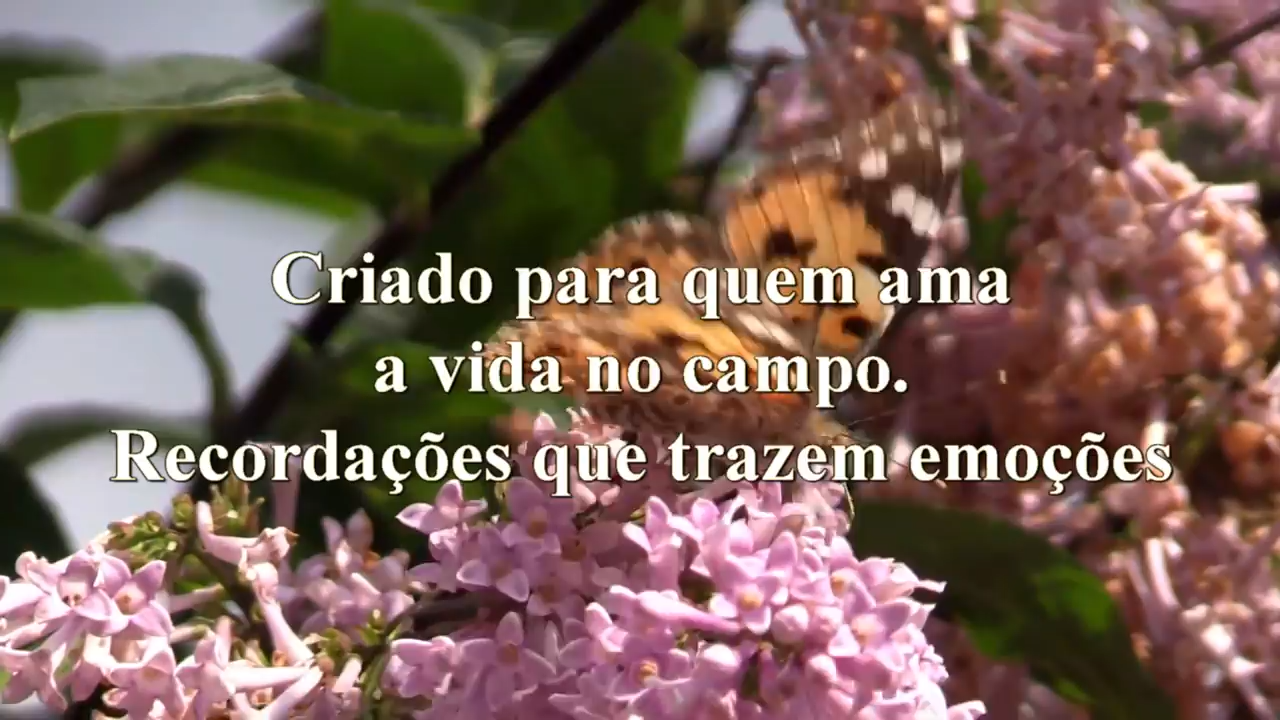 Criado para quem ama
a vida no campo.
Recordações que trazem emoções